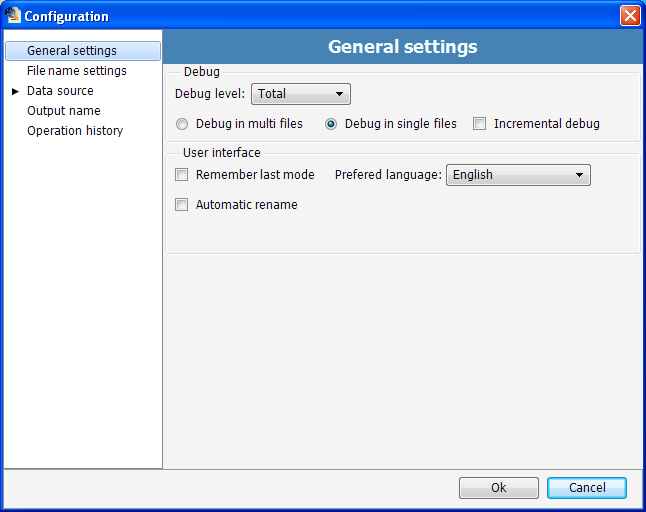 Configuration
General settings
File name settings
Data source
Output name
Operation history
General settings
Debug
Debug level: Total
Debug in multi files Debug in single files Incremental debug
User interface
Remember last mode Prefered language: English
Automatic rename
Ok Cancel